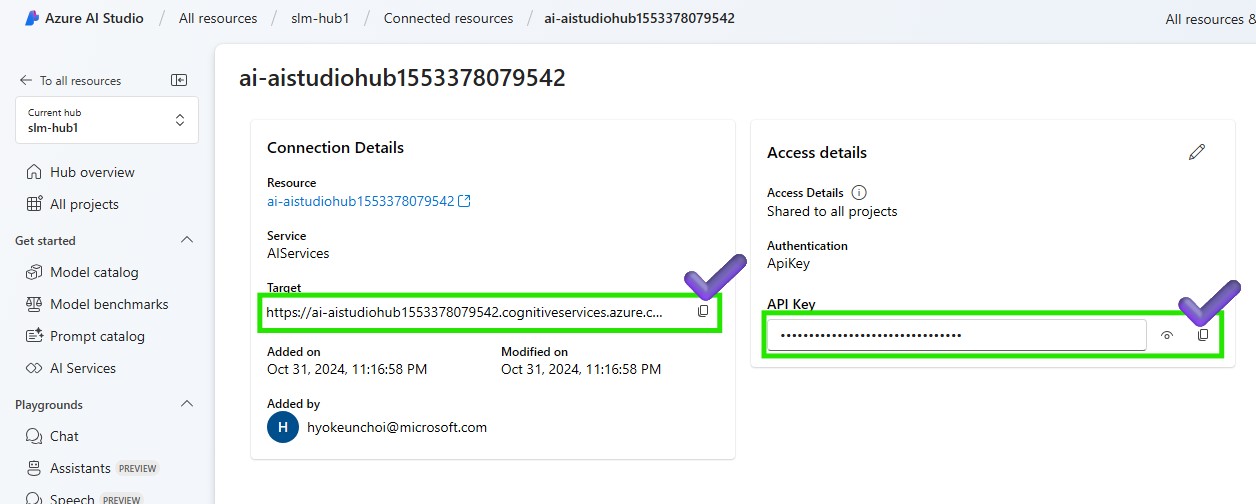 Azure AI Studio / All resources / slm-hub1 / Connected resources / ai-aistudiohub1553378079542
All resources &
To all resources
Current hub
slm-hub1
Hub overview
All projects
Get started
Model catalog
Model benchmarks
Prompt catalog
AI Services
Playgrounds
Chat
Assistants PREVIEW
Speech PREVIEW
ai-aistudiohub1553378079542
Connection Details
Resource
ai-aistudiohub1553378079542
Service
AIServices
Target
https://ai-aistudiohub1553378079542.cognitiveservices.azure.c...
Added on
Oct 31, 2024, 11:16:58 PM
Modified on
Oct 31, 2024, 11:16:58 PM
Added by
H
hyokeunchoi@microsoft.com
Access details
Access Details
Shared to all projects
Authentication
ApiKey
API Key
••••••••••••••••••••••••••••••••